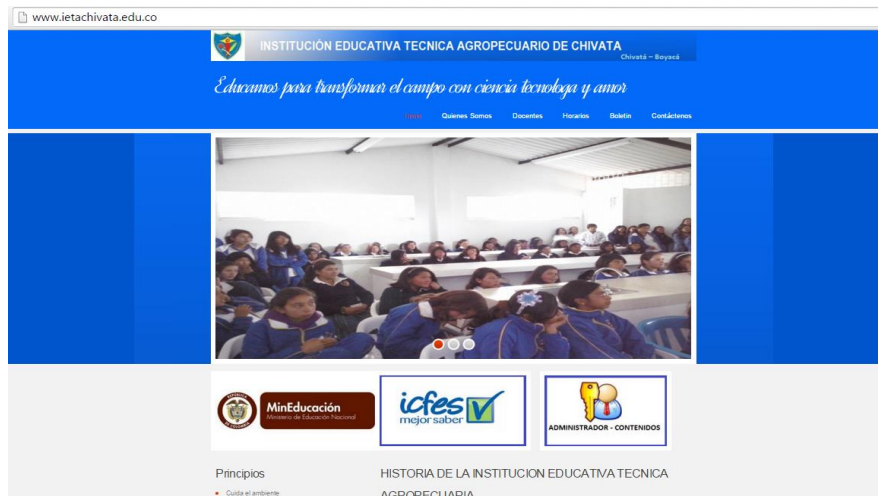 www.ietachivata.edu.co
INSTITUCIÓN EDUCATIVA TECNICA AGROPECUARIO DE CHIVATA
Chivatá – Boyacá
Educamos para transformar el campo con ciencia tecnologa y amor
Home Quienes Somos Docentes Horarios Boletin Contáctenos
MinEducación
Ministerio de Educación Nacional
icfes
mejor saber
ADMINISTRADOR - CONTENIDOS
Principios
Cuida el ambiente
HISTORIA DE LA INSTITUCION EDUCATIVA TECNICA
AGROPECUARIA